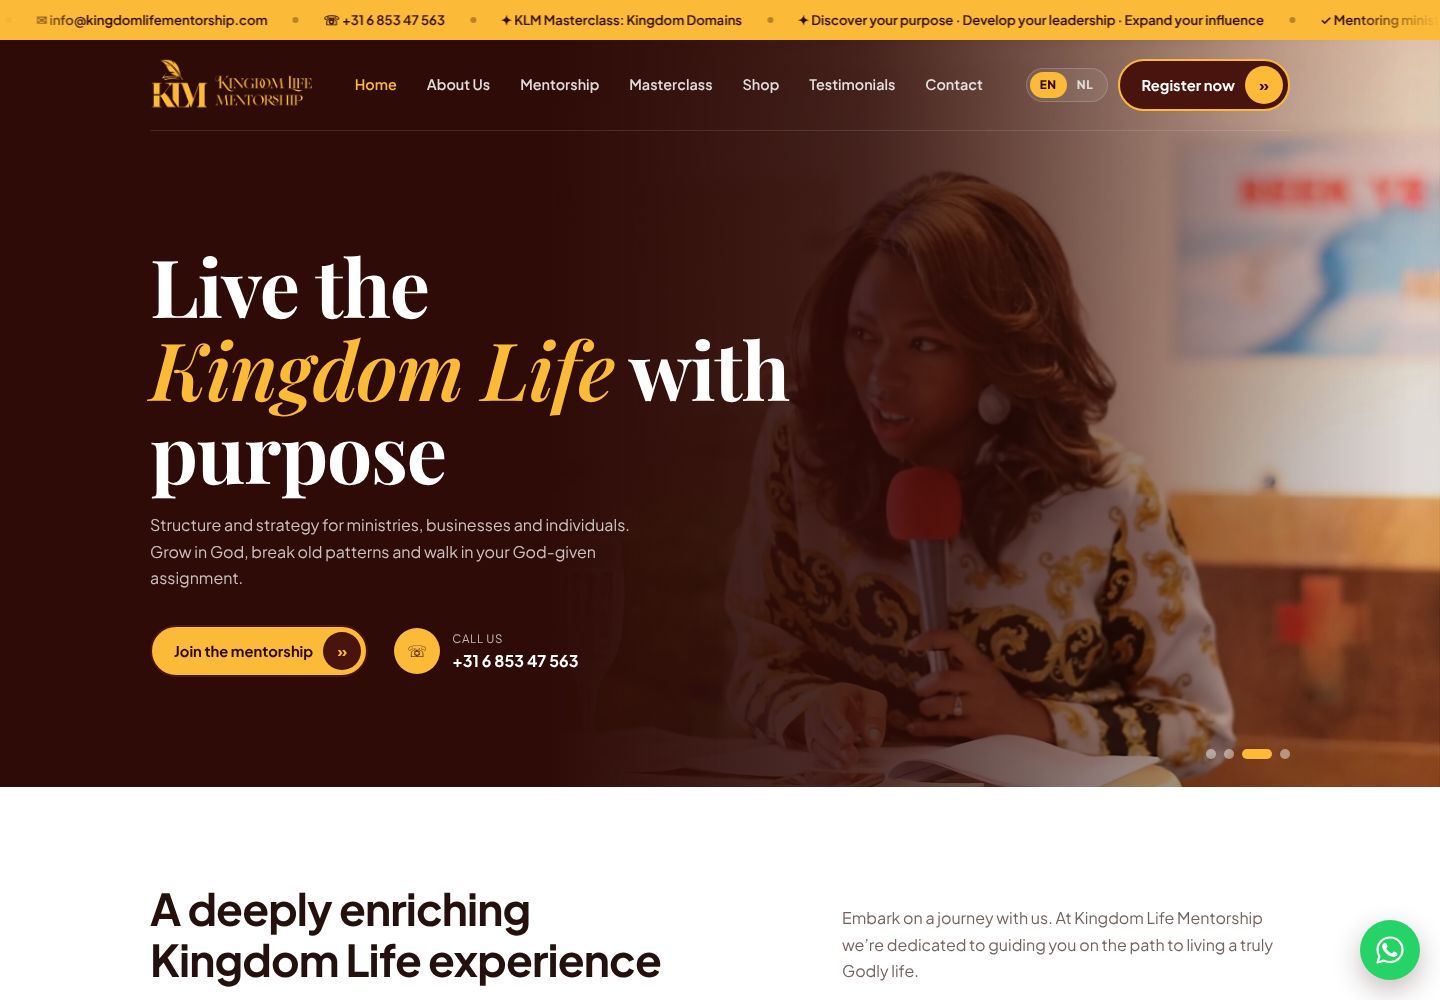 ✉ info@kingdomlifementorship.com • ☏ +31 6 853 47 563 • ✦ KLM Masterclass: Kingdom Domains • ✦ Discover your purpose · Develop your leadership · Expand your influence • ✓ Mentoring
KLM KINGDOM LIFE MENTORSHIP
Home About Us Mentorship Masterclass Shop Testimonials Contact EN NL Register now »
Live the
Kingdom Life with
purpose
Structure and strategy for ministries, businesses and individuals.
Grow in God, break old patterns and walk in your God-given
assignment.
Join the mentorship »
CALL US
+31 6 853 47 563
A deeply enriching
Kingdom Life experience
Embark on a journey with us. At Kingdom Life Mentorship
we’re dedicated to guiding you on the path to living a truly
Godly life.